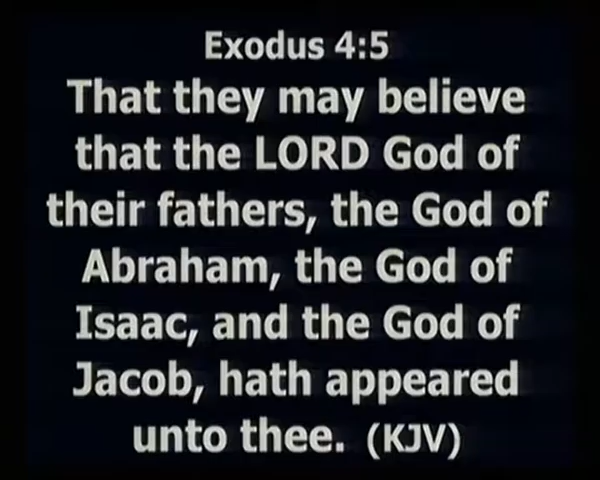 Exodus 4:5
That they may believe
that the LORD God of
their fathers, the God of
Abraham, the God of
Isaac, and the God of
Jacob, hath appeared
unto thee. (KJV)